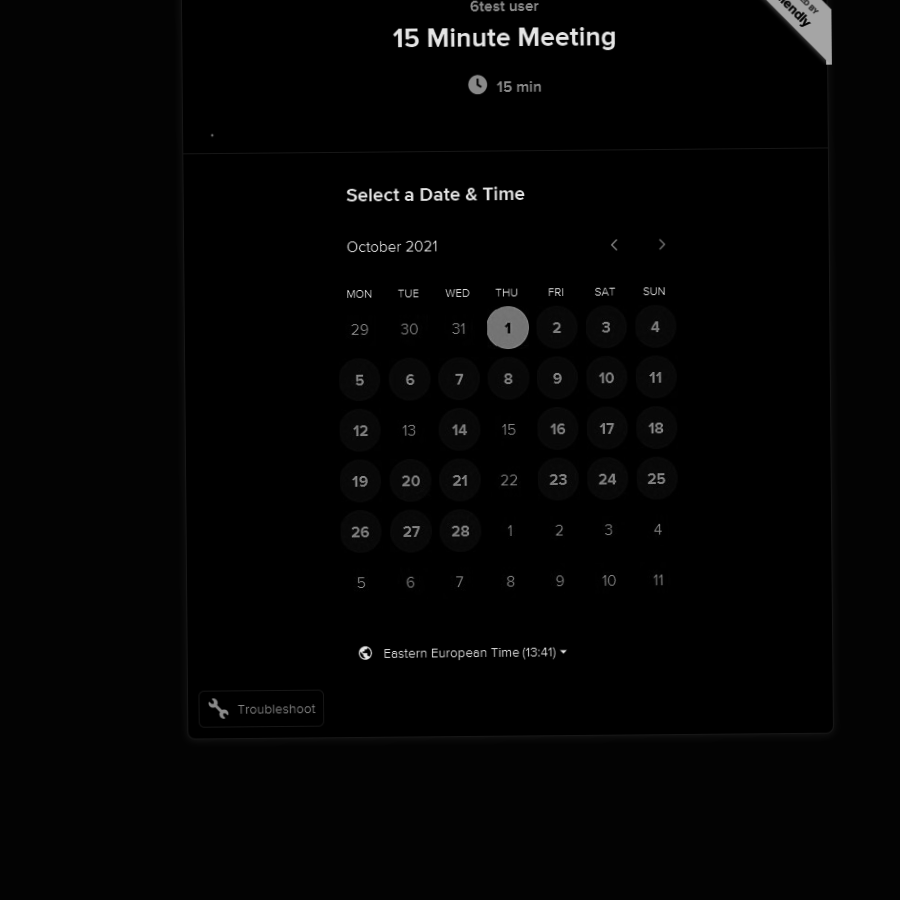 6test user
15 Minute Meeting
15 min
Select a Date & Time
October 2021
MON TUE WED THU FRI SAT SUN
29 30 31 1 2 3 4
5 6 7 8 9 10 11
12 13 14 15 16 17 18
19 20 21 22 23 24 25
26 27 28 1 2 3 4
5 6 7 8 9 10 11
Eastern European Time (13:41)
Troubleshoot